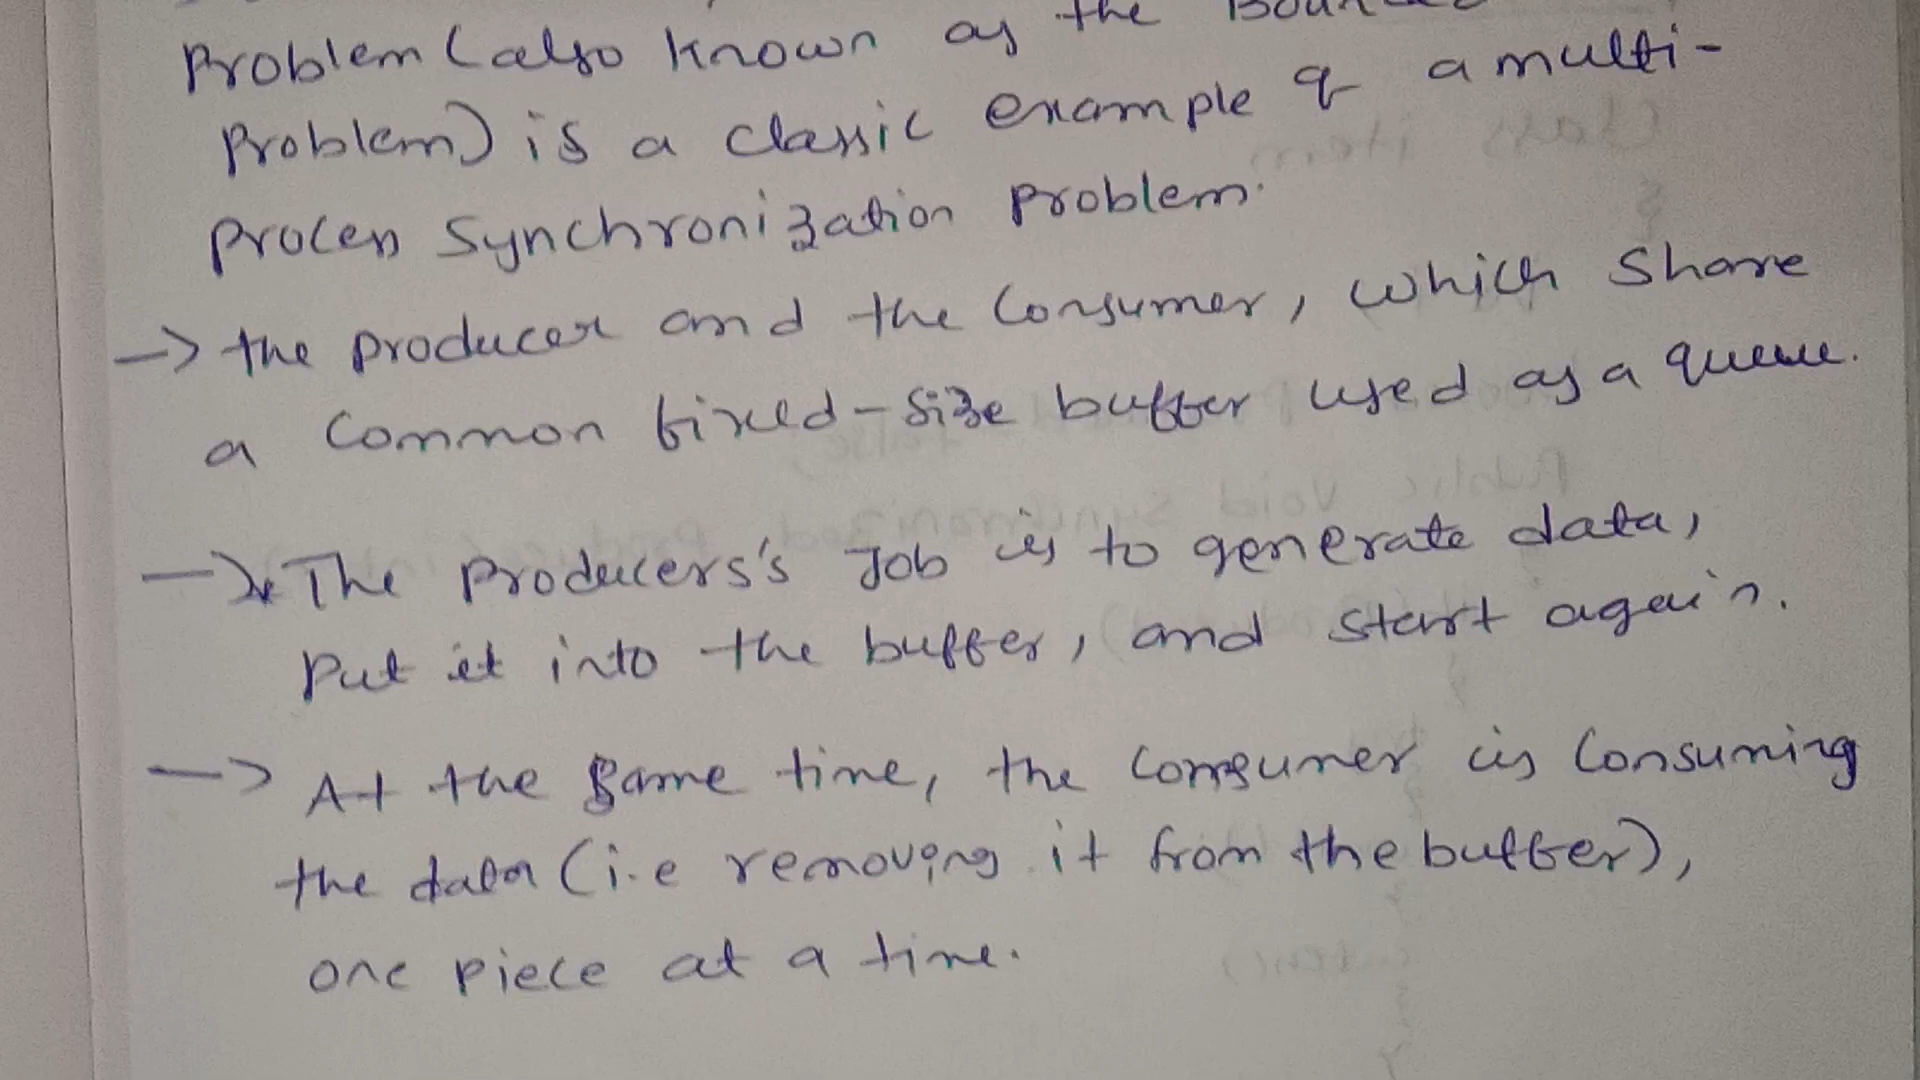 Problem (also known as the Bounded
Problem) is a classic example of a multi-
process synchronization problem.
-> the producer and the consumer, which share
a common fixed-size buffer used as a queue.
-> The producers's Job is to generate data,
Put it into the buffer, and start again.
-> At the same time, the consumer is consuming
the data (i.e removing it from the buffer),
one piece at a time.